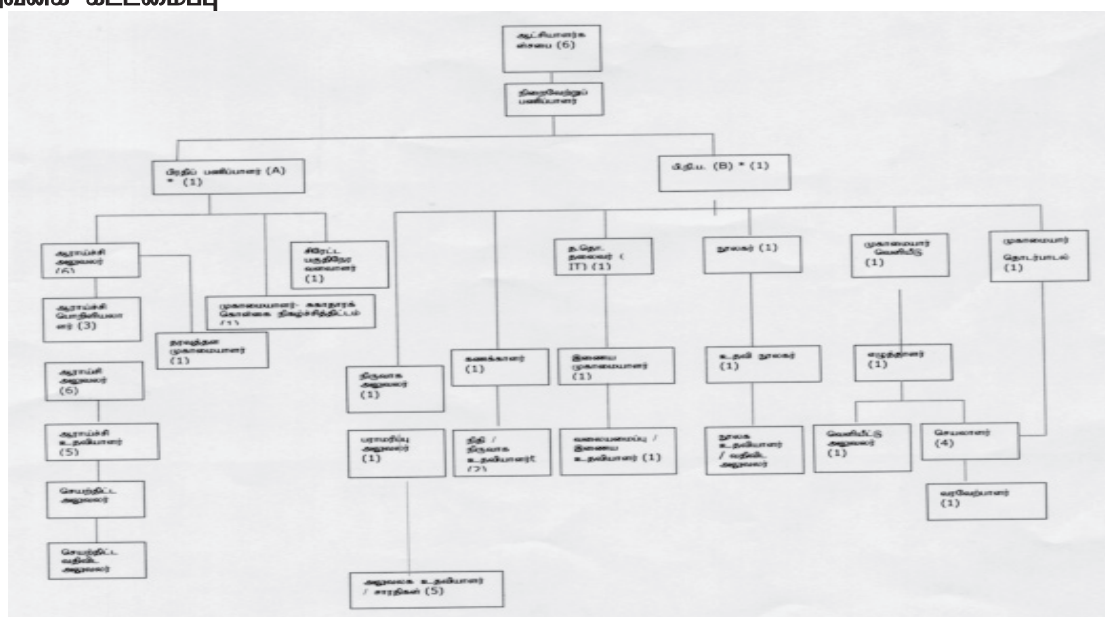 ஆட்சியாளர்க
ள்சபை (6)
நிறைவேற்றுப்
பணிப்பாளர்
பிரதிப் பணிப்பாளர் (A)
* (1)
பி.நி.ப. (B) * (1)
ஆராய்ச்சி
அலுவலர்
(6)
சிரேட்ட
பகுதிநேர
வளவாளர்
(1)
த.தொ.
தலைவர் (
IT) (1)
நூலகர் (1)
முகாமையார்
வெளியீடு
(1)
முகாமையார்
தொடர்பாடல்
(1)
ஆராய்ச்சி
பொறியியலா
ளர் (3)
முகாமையாளர்- சுகாதாரக்
கொள்கை நிகழ்ச்சித்திட்டம்
(1)
தரவுத்தள
முகாமையாளர்
(1)
ஆராய்சி
அலுவலர்
(6)
நிருவாக
அலுவலர்
(1)
கணக்காளர்
(1)
இணைய
முகாமையாளர்
(1)
உதவி நூலகர்
(1)
எழுத்தாளர்
(1)
ஆராய்ச்சி
உதவியாளர்
(5)
பராமரிப்பு
அலுவலர்
(1)
நிதி /
நிருவாக
உதவியாளர்t
(2)
வலையமைப்பு /
இணைய
உதவியாளர் (1)
நூலக
உதவியாளர்
/ வதிவிட
அலுவலர்
வெளியீட்டு
அலுவலர்
(1)
செயலாளர்
(4)
செயற்திட்ட
அலுவலர்
வரவேற்பாளர்
(1)
செயற்திட்ட
வதிவிட
அலுவலர்
அலுவலக உதவியாளர்
/ சாரதிகள் (5)